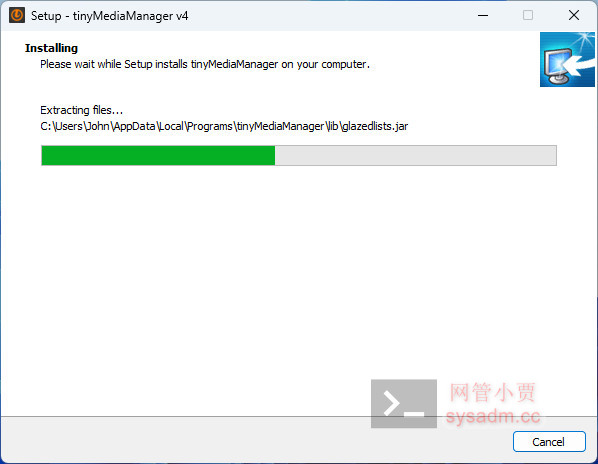 Setup - tinyMediaManager v4
Installing
Please wait while Setup installs tinyMediaManager on your computer.
Extracting files...
C:\Users\John\AppData\Local\Programs\tinyMediaManager\lib\glazedlists.jar
网管小贾
sysadm.cc
Cancel